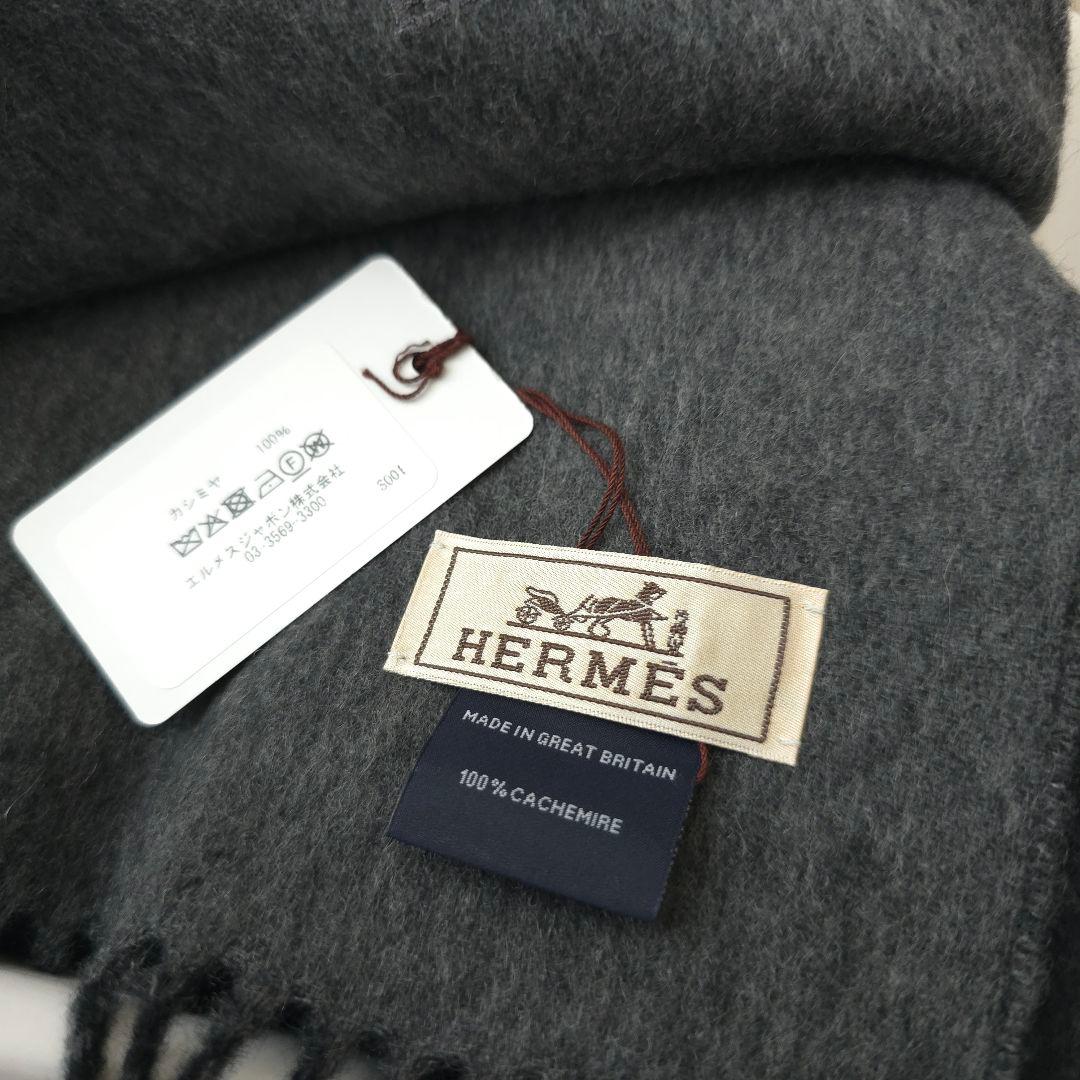 カシミヤ 100%
エルメスジャポン株式会社
03-3569-3300
S001
HERMÈS
MADE IN GREAT BRITAIN
100% CACHEMIRE